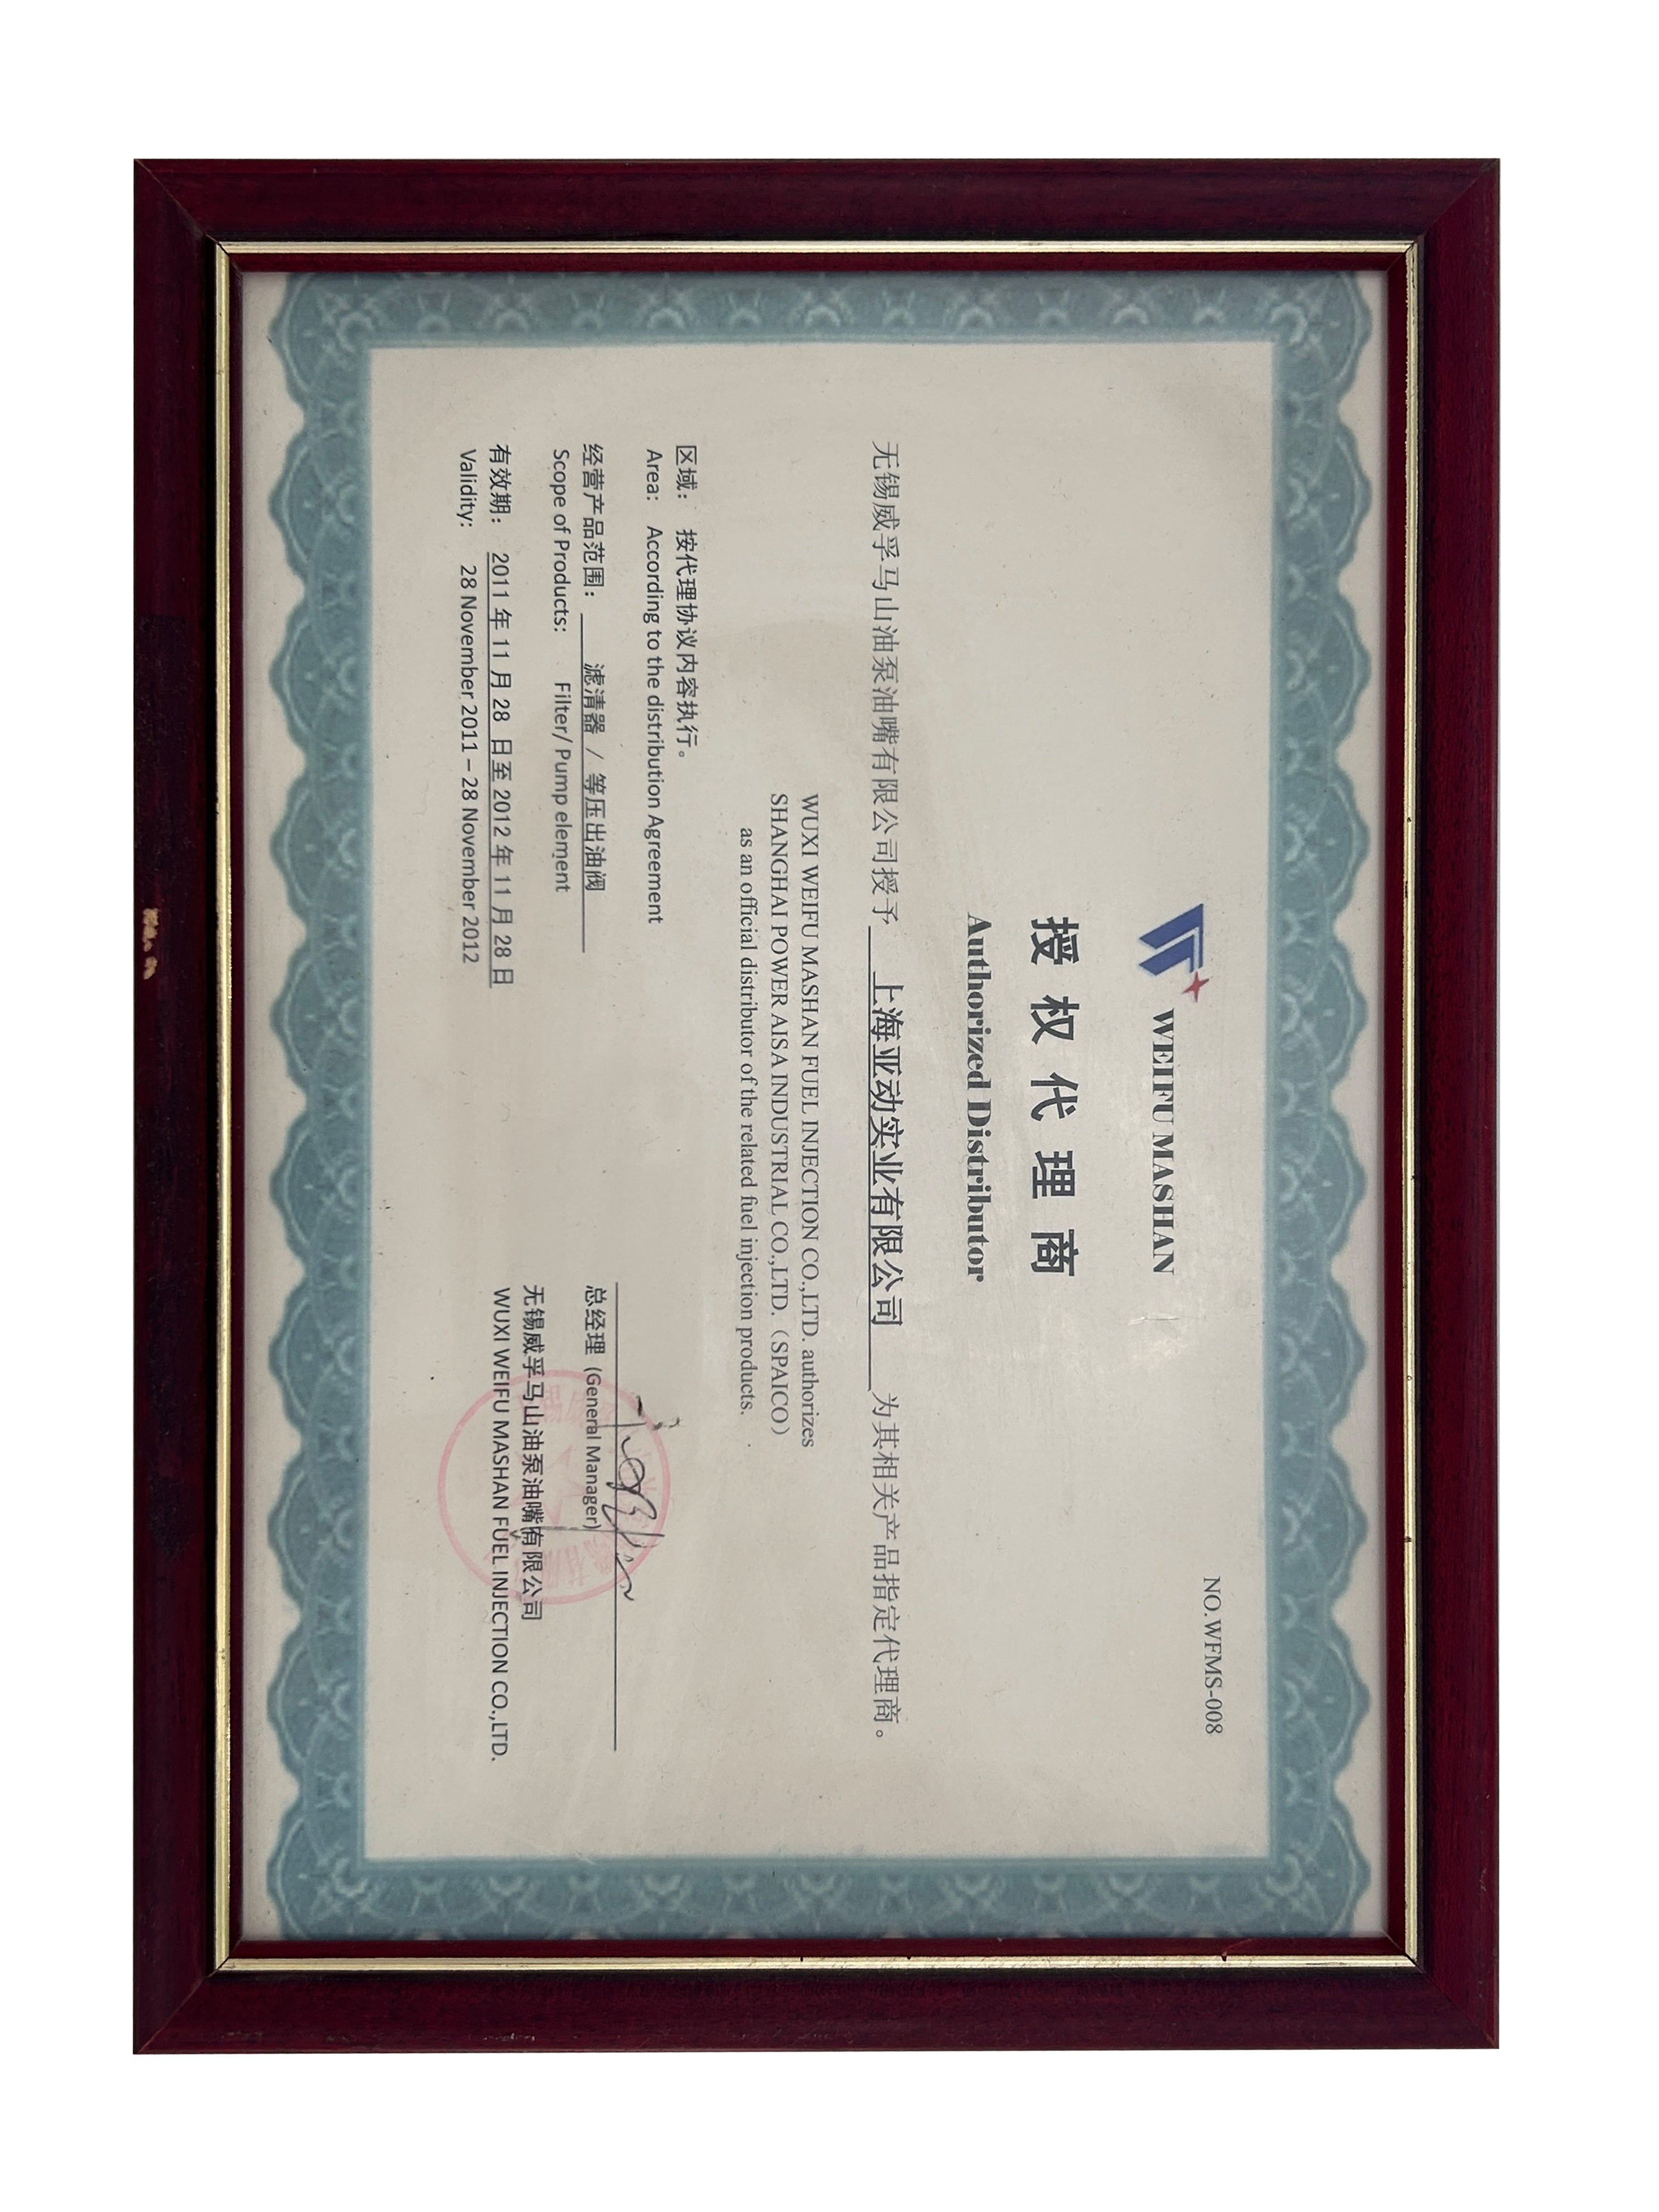 NO.WFMS-008
WEIFU MASHAN
授权代理商
Authorized Distributor
无锡威孚马山油泵油嘴有限公司授予 上海亚动实业有限公司 为其相关产品指定代理商。
WUXI WEIFU MASHAN FUEL INJECTION CO.,LTD. authorizes
SHANGHAI POWER AISA INDUSTRIAL CO.,LTD.（SPAICO）
as an official distributor of the related fuel injection products.
区域： 按代理协议内容执行。
Area: According to the distribution Agreement
经营产品范围： 滤清器 / 等压出油阀
Scope of Products: Filter/ Pump element
有效期： 2011 年 11 月 28 日至 2012 年 11 月 28 日
Validity: 28 November 2011 – 28 November 2012
总经理 (General Manager)
无锡威孚马山油泵油嘴有限公司
WUXI WEIFU MASHAN FUEL INJECTION CO.,LTD.